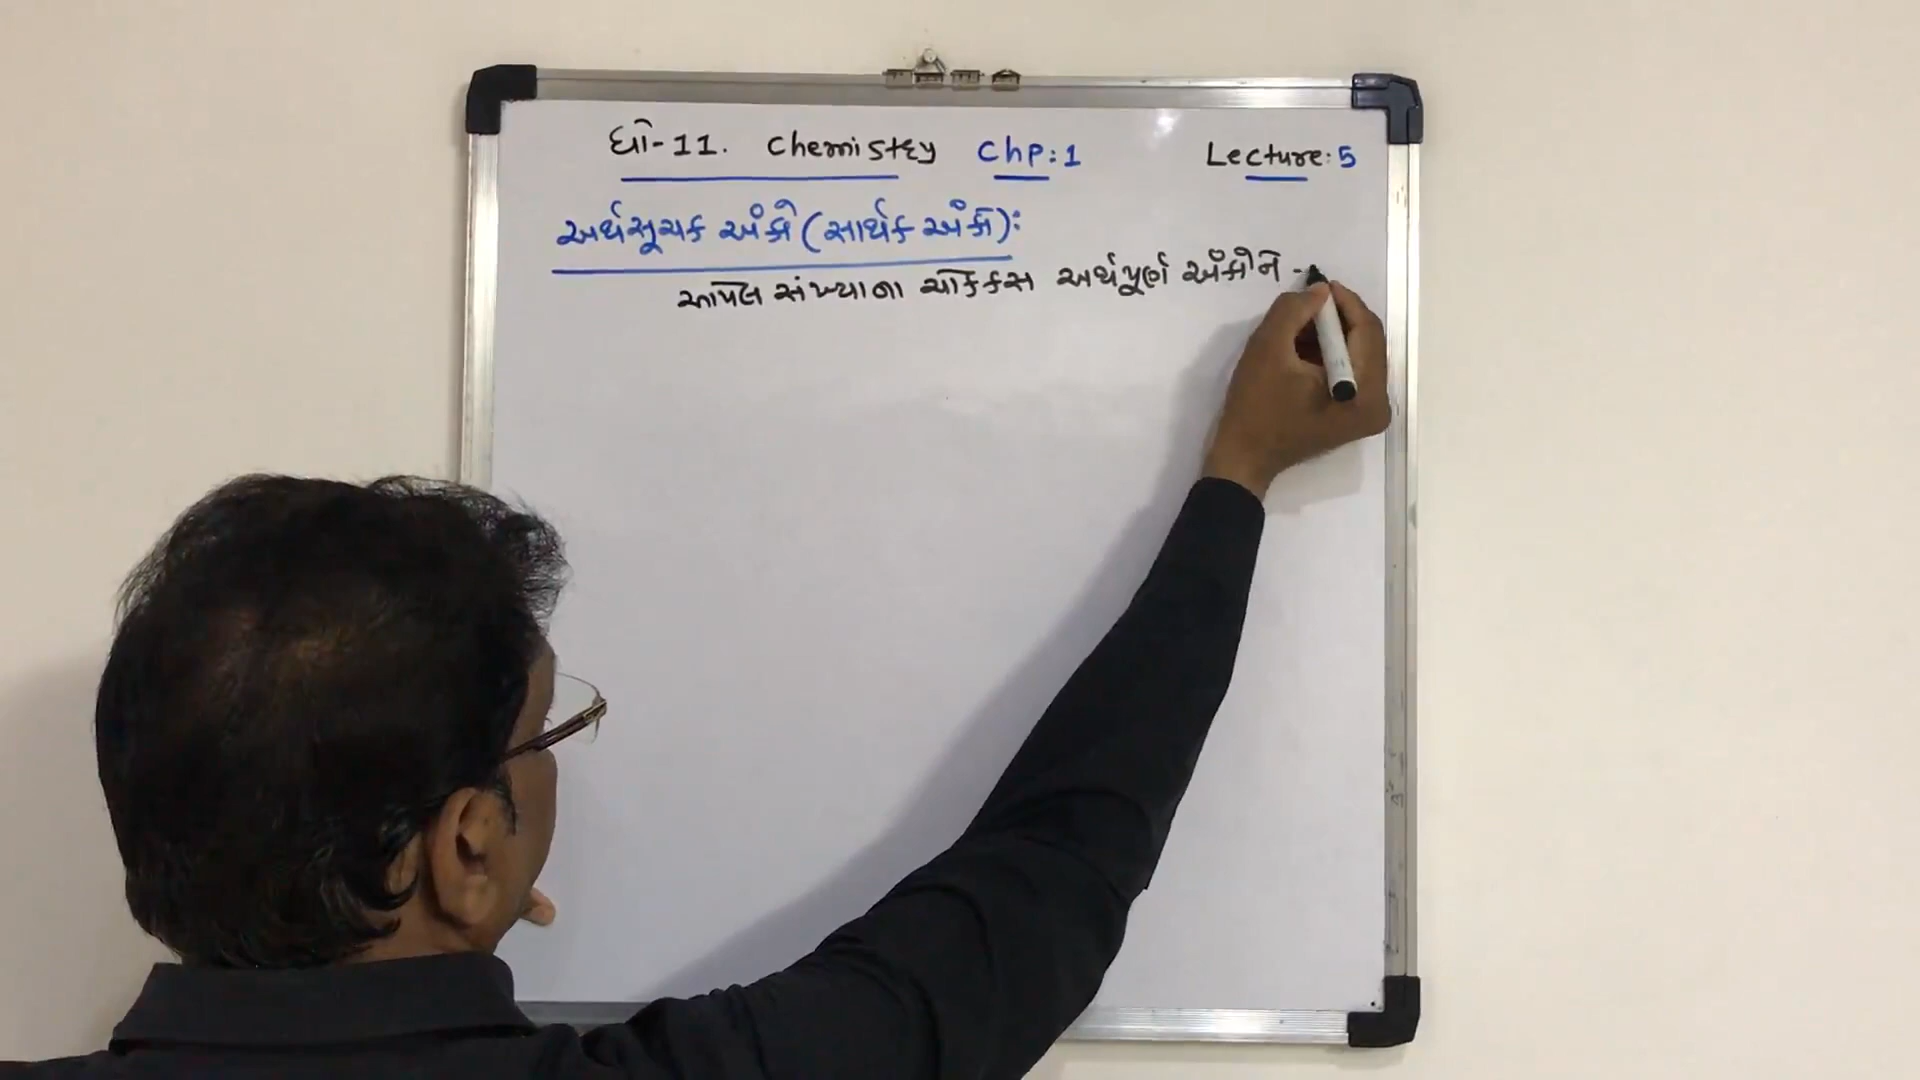 ધો-11. Chemistry Chp:1 Lecture:5
અર્થસૂચક અંકો (સાર્થક અંકો):
આપેલ સંખ્યાના ચોક્કસ અર્થપૂર્ણ અંકોને